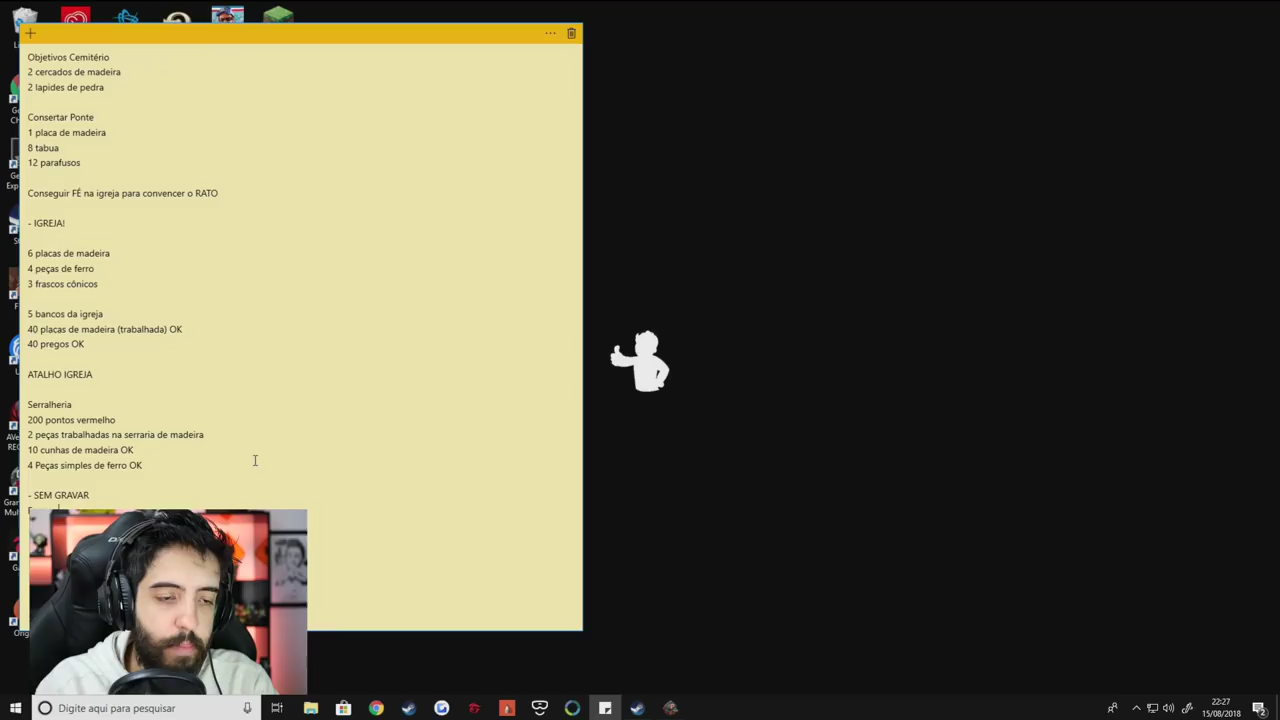 Objetivos Cemitério
2 cercados de madeira
2 lapides de pedra
Consertar Ponte
1 placa de madeira
8 tabua
12 parafusos
Conseguir FÉ na igreja para convencer o RATO
- IGREJA!
6 placas de madeira
4 peças de ferro
3 frascos cônicos
5 bancos da igreja
40 placas de madeira (trabalhada) OK
40 pregos OK
ATALHO IGREJA
Serralheria
200 pontos vermelho
2 peças trabalhadas na serraria de madeira
10 cunhas de madeira OK
4 Peças simples de ferro OK
- SEM GRAVAR
Digite aqui para pesquisar
22:27
15/08/2018